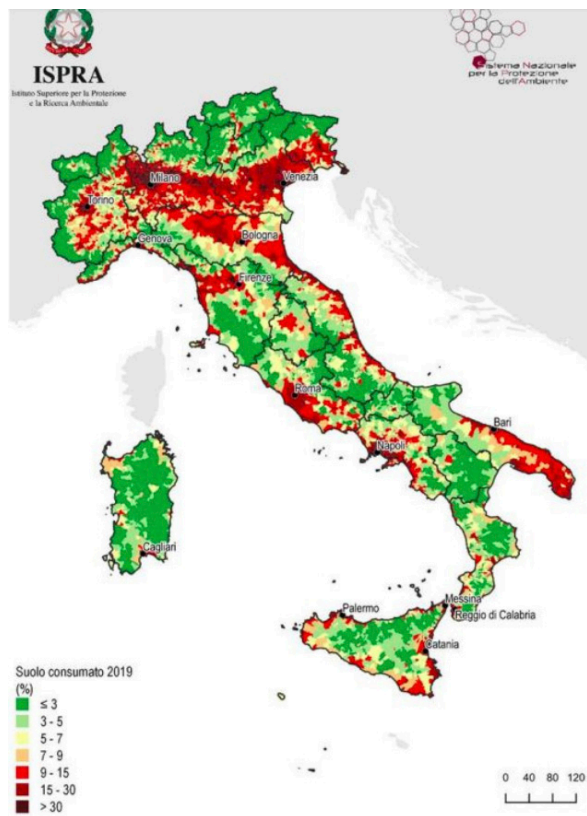 ISPRA
Istituto Superiore per la Protezione
e la Ricerca Ambientale
Sistema Nazionale
per la Protezione
dell'Ambiente
Milano
Venezia
Torino
Genova
Bologna
Firenze
Roma
Napoli
Bari
Cagliari
Messina
Palermo
Reggio di Calabria
Catania
Suolo consumato 2019
(%)
≤ 3
3 - 5
5 - 7
7 - 9
9 - 15
15 - 30
> 30
0 40 80 120